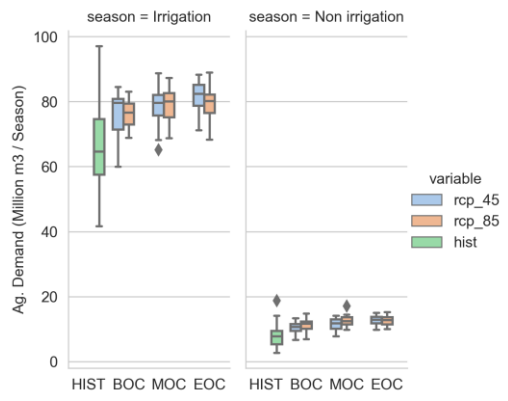 season = Irrigation
season = Non irrigation
Ag. Demand (Million m3 / Season)
100
80
60
40
20
0
HIST BOC MOC EOC
HIST BOC MOC EOC
variable
rcp_45
rcp_85
hist